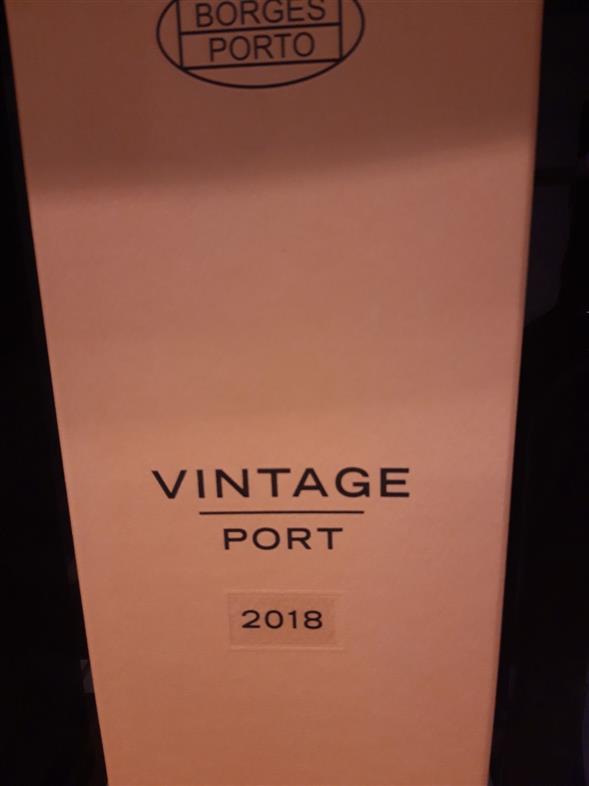 BORGES
PORTO
VINTAGE
PORT
2018